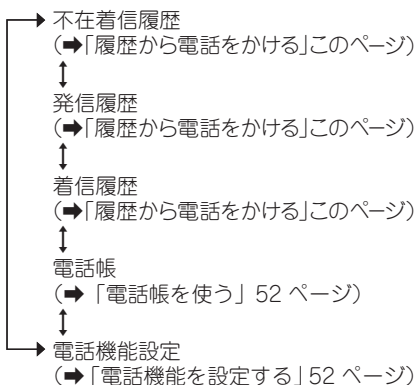 不在着信履歴
(➡「履歴から電話をかける」このページ)
発信履歴
(➡「履歴から電話をかける」このページ)
着信履歴
(➡「履歴から電話をかける」このページ)
電話帳
(➡「電話帳を使う」52 ページ)
電話機能設定
(➡「電話機能を設定する」52 ページ)